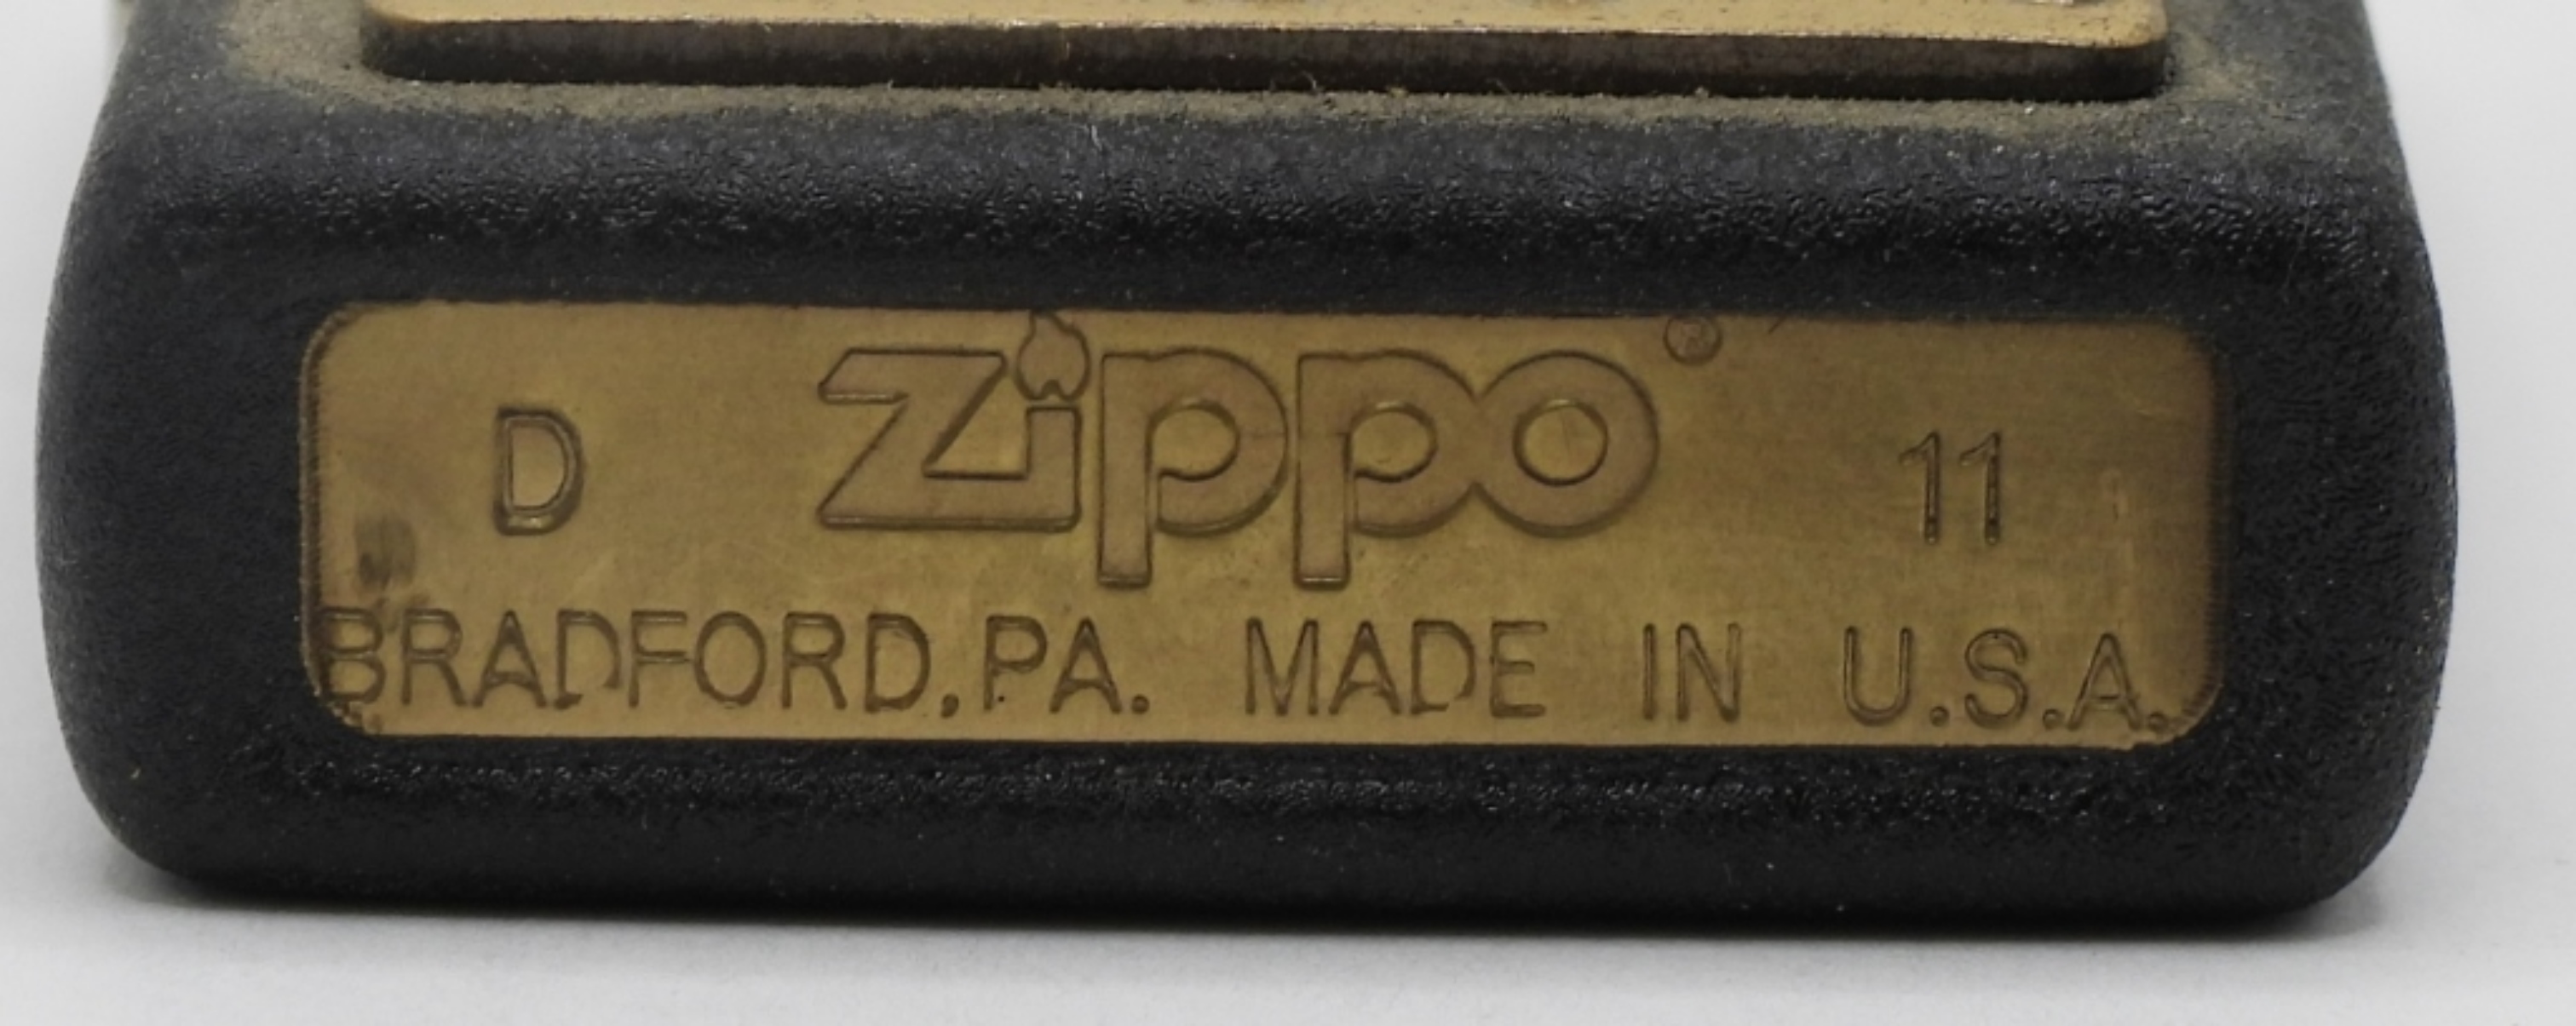 D zippo® 11
BRADFORD,PA. MADE IN U.S.A.